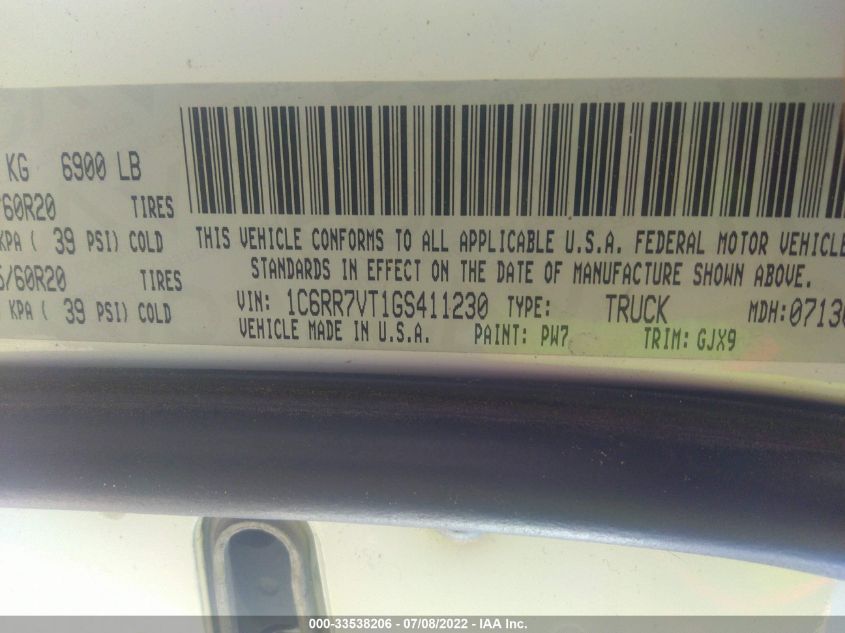 KG 6900 LB
/60R20 TIRES
KPA ( 39 PSI) COLD
/60R20 TIRES
KPA ( 39 PSI) COLD
THIS VEHICLE CONFORMS TO ALL APPLICABLE U.S.A. FEDERAL MOTOR VEHICLE
STANDARDS IN EFFECT ON THE DATE OF MANUFACTURE SHOWN ABOVE.
VIN: 1C6RR7VT1GS411230 TYPE: TRUCK MDH:07130
VEHICLE MADE IN U.S.A. PAINT: PW7 TRIM: GJX9
000-33538206 - 07/08/2022 - IAA Inc.